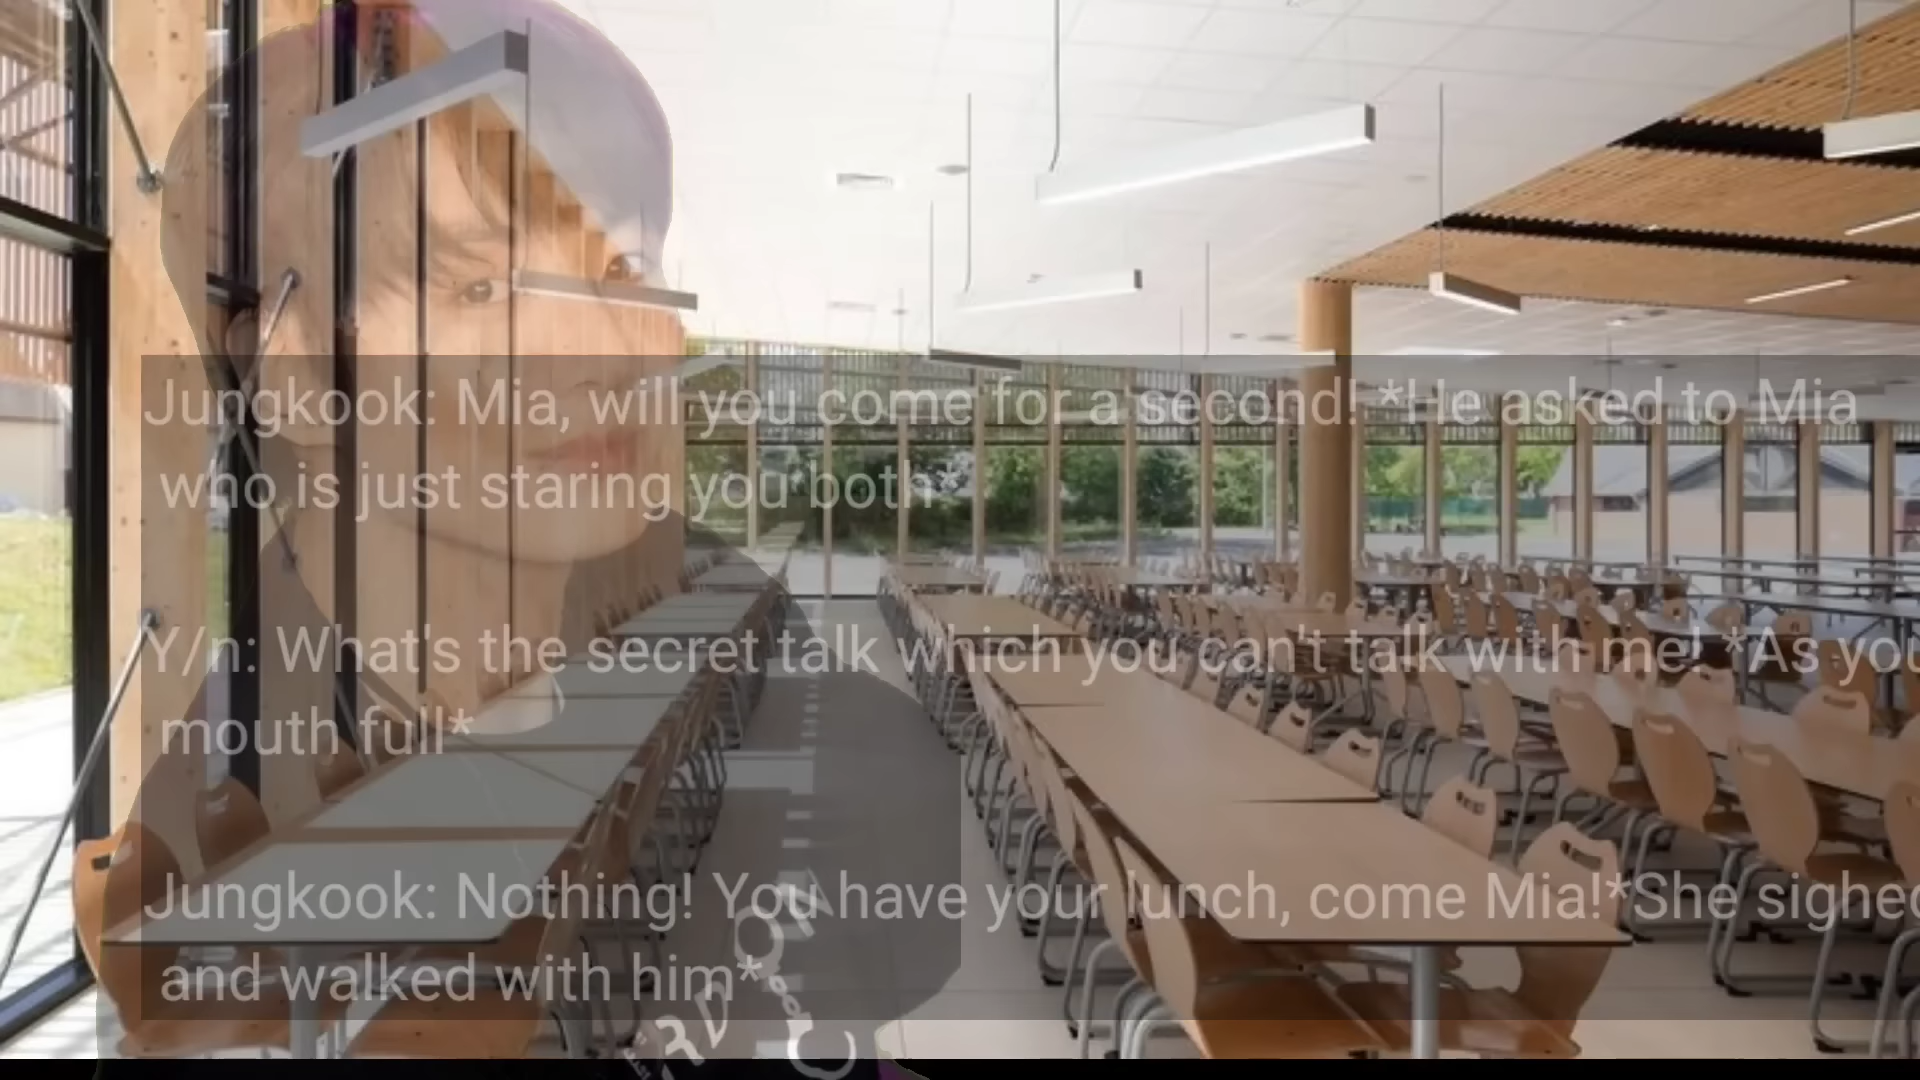 Jungkook: Mia, will you come for a second! *He asked to Mia
who is just staring you both*
Y/n: What's the secret talk which you can't talk with me! *As you
mouth full*
Jungkook: Nothing! You have your lunch, come Mia!*She sighed
and walked with him*